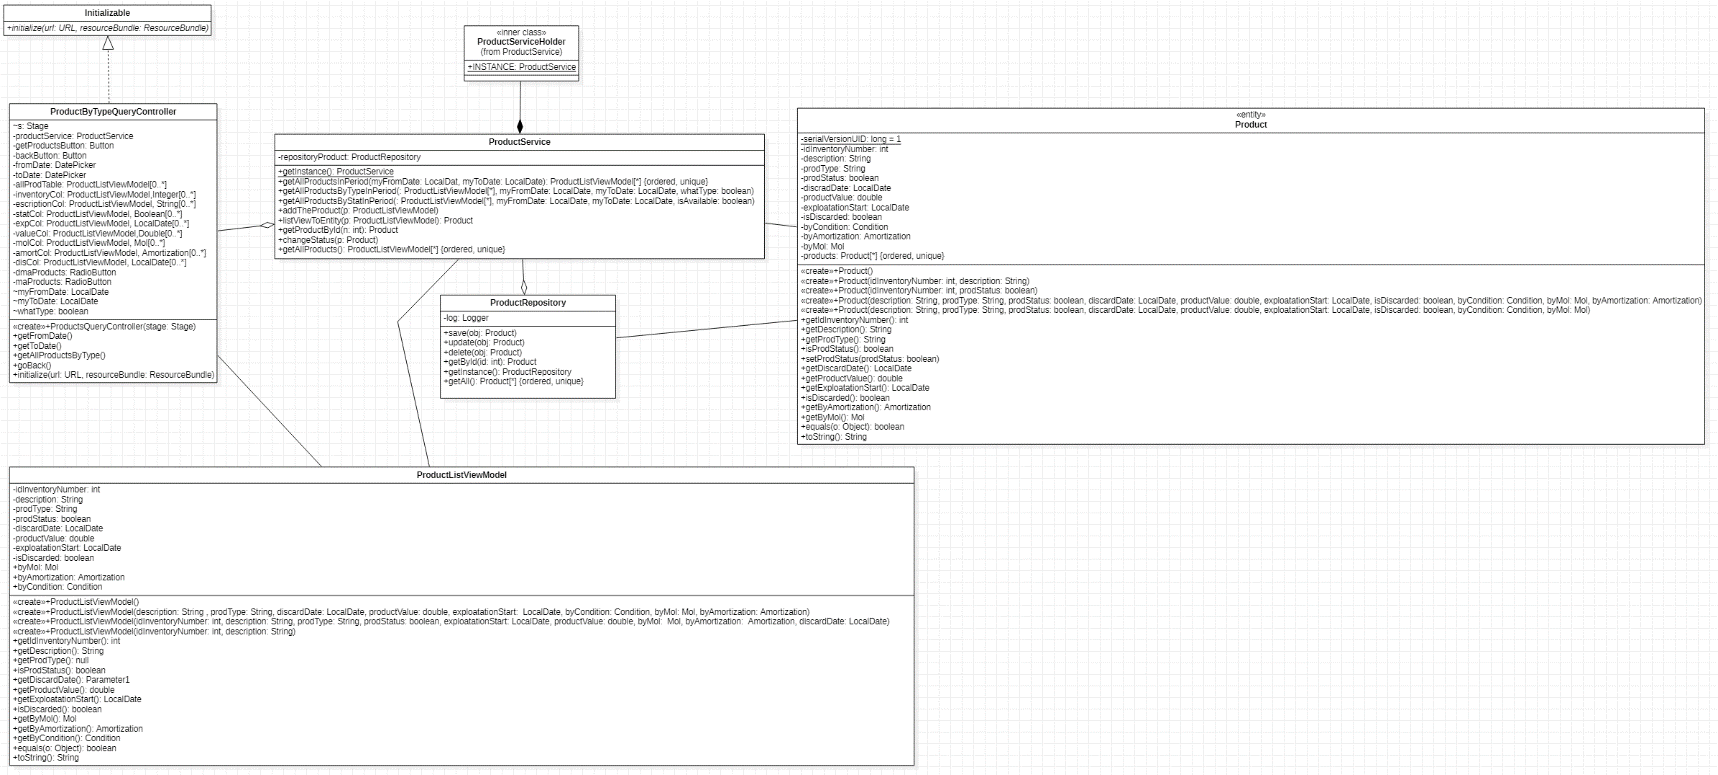 Initializable
+initialize(url: URL, resourceBundle: ResourceBundle)
«inner class»
ProductServiceHolder
(from ProductService)
+INSTANCE: ProductService
ProductByTypeQueryController
~s: Stage
-productService: ProductService
-getProductsButton: Button
-backButton: Button
-fromDate: DatePicker
-toDate: DatePicker
-allProdTable: ProductListViewModel[0..*]
-inventoryCol: ProductListViewModel,Integer[0..*]
-escriptionCol: ProductListViewModel, String[0..*]
-statCol: ProductListViewModel, Boolean[0..*]
-expCol: ProductListViewModel, LocalDate[0..*]
-valueCol: ProductListViewModel,Double[0..*]
-molCol: ProductListViewModel, Mol[0..*]
-amortCol: ProductListViewModel, Amortization[0..*]
-disCol: ProductListViewModel, LocalDate[0..*]
-dmaProducts: RadioButton
-maProducts: RadioButton
~myFromDate: LocalDate
~myToDate: LocalDate
~whatType: boolean
«create»+ProductsQueryController(stage: Stage)
+getFromDate()
+getToDate()
+getAllProductsByType()
+goBack()
+initialize(url: URL, resourceBundle: ResourceBundle)
ProductService
-repositoryProduct: ProductRepository
+getInstance(): ProductService
+getAllProductsInPeriod(myFromDate: LocalDat, myToDate: LocalDate): ProductListViewModel[*] {ordered, unique}
+getAllProductsByTypeInPeriod(: ProductListViewModel[*], myFromDate: LocalDate, myToDate: LocalDate, whatType: boolean)
+getAllProductsByStatInPeriod(: ProductListViewModel[*], myFromDate: LocalDate, myToDate: LocalDate, isAvailable: boolean)
+addTheProduct(p: ProductListViewModel)
+listViewToEntity(p: ProductListViewModel): Product
+getProductById(n: int): Product
+changeStatus(p: Product)
+getAllProducts(): ProductListViewModel[*] {ordered, unique}
ProductRepository
-log: Logger
+save(obj: Product)
+update(obj: Product)
+delete(obj: Product)
+getById(id: int): Product
+getInstance(): ProductRepository
+getAll(): Product[*] {ordered, unique}
«entity»
Product
-serialVersionUID: long = 1
-idInventoryNumber: int
-description: String
-prodType: String
-prodStatus: boolean
-discradDate: LocalDate
-productValue: double
-exploatationStart: LocalDate
-isDiscarded: boolean
-byCondition: Condition
-byAmortization: Amortization
-byMol: Mol
-products: Product[*] {ordered, unique}
«create»+Product()
«create»+Product(idInventoryNumber: int, description: String)
«create»+Product(idInventoryNumber: int, prodStatus: boolean)
«create»+Product(description: String, prodType: String, prodStatus: boolean, discardDate: LocalDate, productValue: double, exploatationStart: LocalDate, isDiscarded: boolean, byCondition: Condition, byMol: Mol, byAmortization: Amortization)
«create»+Product(description: String, prodType: String, prodStatus: boolean, discardDate: LocalDate, productValue: double, exploatationStart: LocalDate, isDiscarded: boolean, byCondition: Condition, byMol: Mol)
+getIdInventoryNumber(): int
+getDescription(): String
+getProdType(): String
+isProdStatus(): boolean
+setProdStatus(prodStatus: boolean)
+getDiscardDate(): LocalDate
+getProductValue(): double
+getExploatationStart(): LocalDate
+isDiscarded(): boolean
+getByAmortization(): Amortization
+getByMol(): Mol
+equals(o: Object): boolean
+toString(): String
ProductListViewModel
-idInventoryNumber: int
-description: String
-prodType: String
-prodStatus: boolean
-discardDate: LocalDate
-productValue: double
-exploatationStart: LocalDate
-isDiscarded: boolean
+byMol: Mol
+byAmortization: Amortization
+byCondition: Condition
«create»+ProductListViewModel()
«create»+ProductListViewModel(description: String , prodType: String, discardDate: LocalDate, productValue: double, exploatationStart: LocalDate, byCondition: Condition, byMol: Mol, byAmortization: Amortization)
«create»+ProductListViewModel(idInventoryNumber: int, description: String, prodType: String, prodStatus: boolean, exploatationStart: LocalDate, productValue: double, byMol: Mol, byAmortization: Amortization, discardDate: LocalDate)
«create»+ProductListViewModel(idInventoryNumber: int, description: String)
+getIdInventoryNumber(): int
+getDescription(): String
+getProdType(): null
+isProdStatus(): boolean
+getDiscardDate(): Parameter1
+getProductValue(): double
+getExploatationStart(): LocalDate
+isDiscarded(): boolean
+getByMol(): Mol
+getByAmortization(): Amortization
+getByCondition(): Condition
+equals(o: Object): boolean
+toString(): String